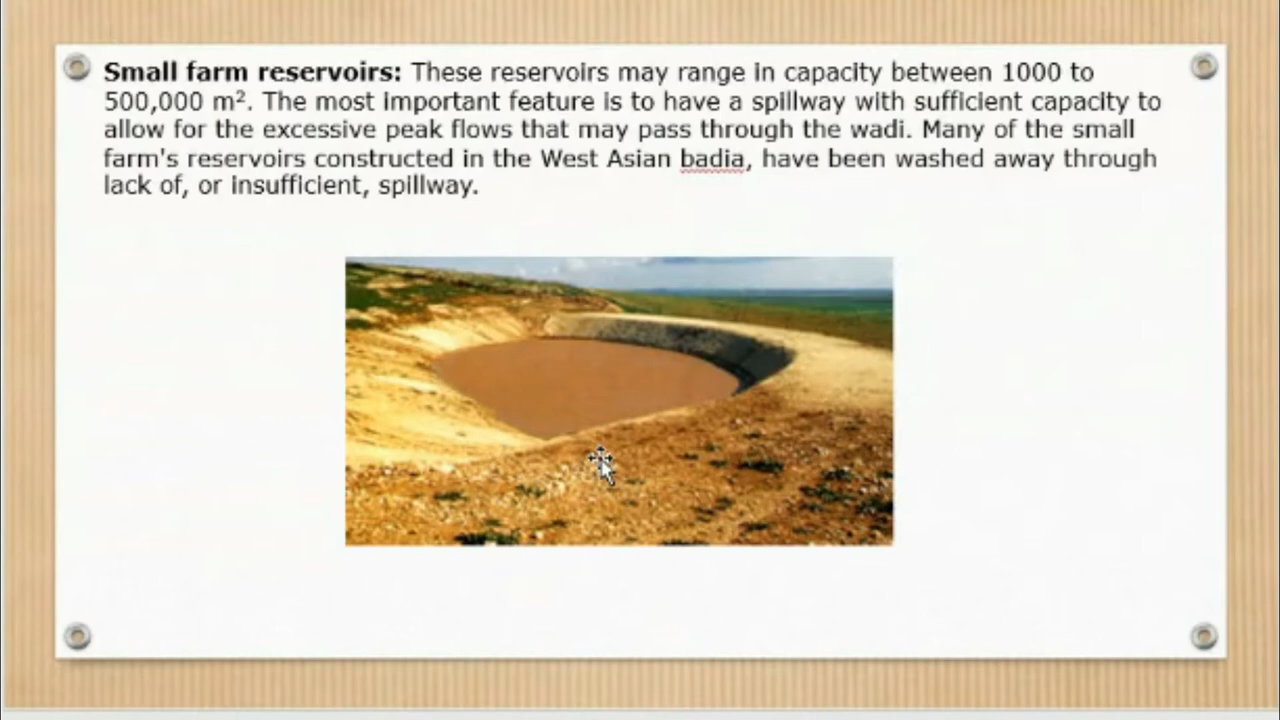 Small farm reservoirs: These reservoirs may range in capacity between 1000 to
500,000 m². The most important feature is to have a spillway with sufficient capacity to
allow for the excessive peak flows that may pass through the wadi. Many of the small
farm's reservoirs constructed in the West Asian badia, have been washed away through
lack of, or insufficient, spillway.